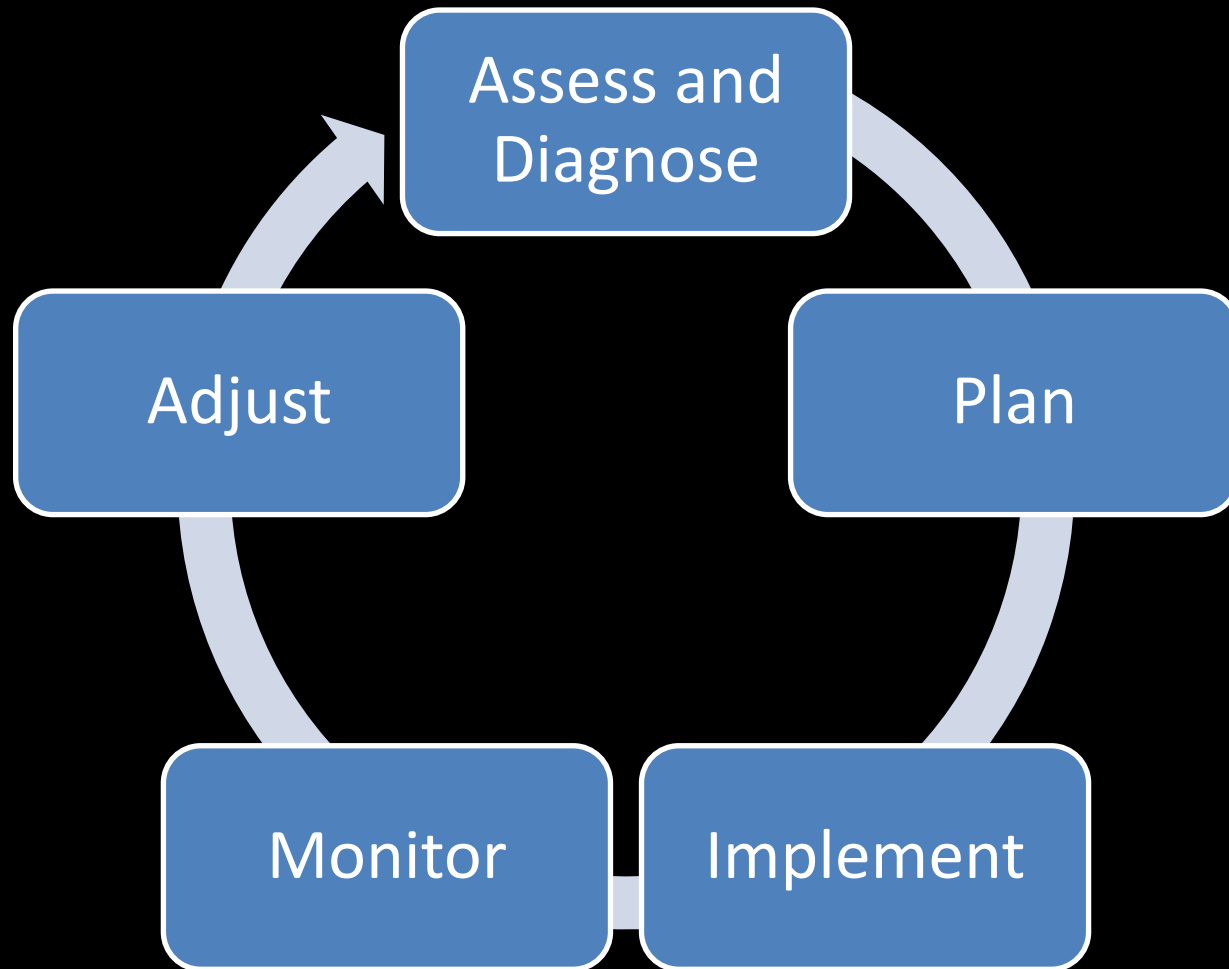 Assess and
Diagnose
Plan
Implement
Monitor
Adjust